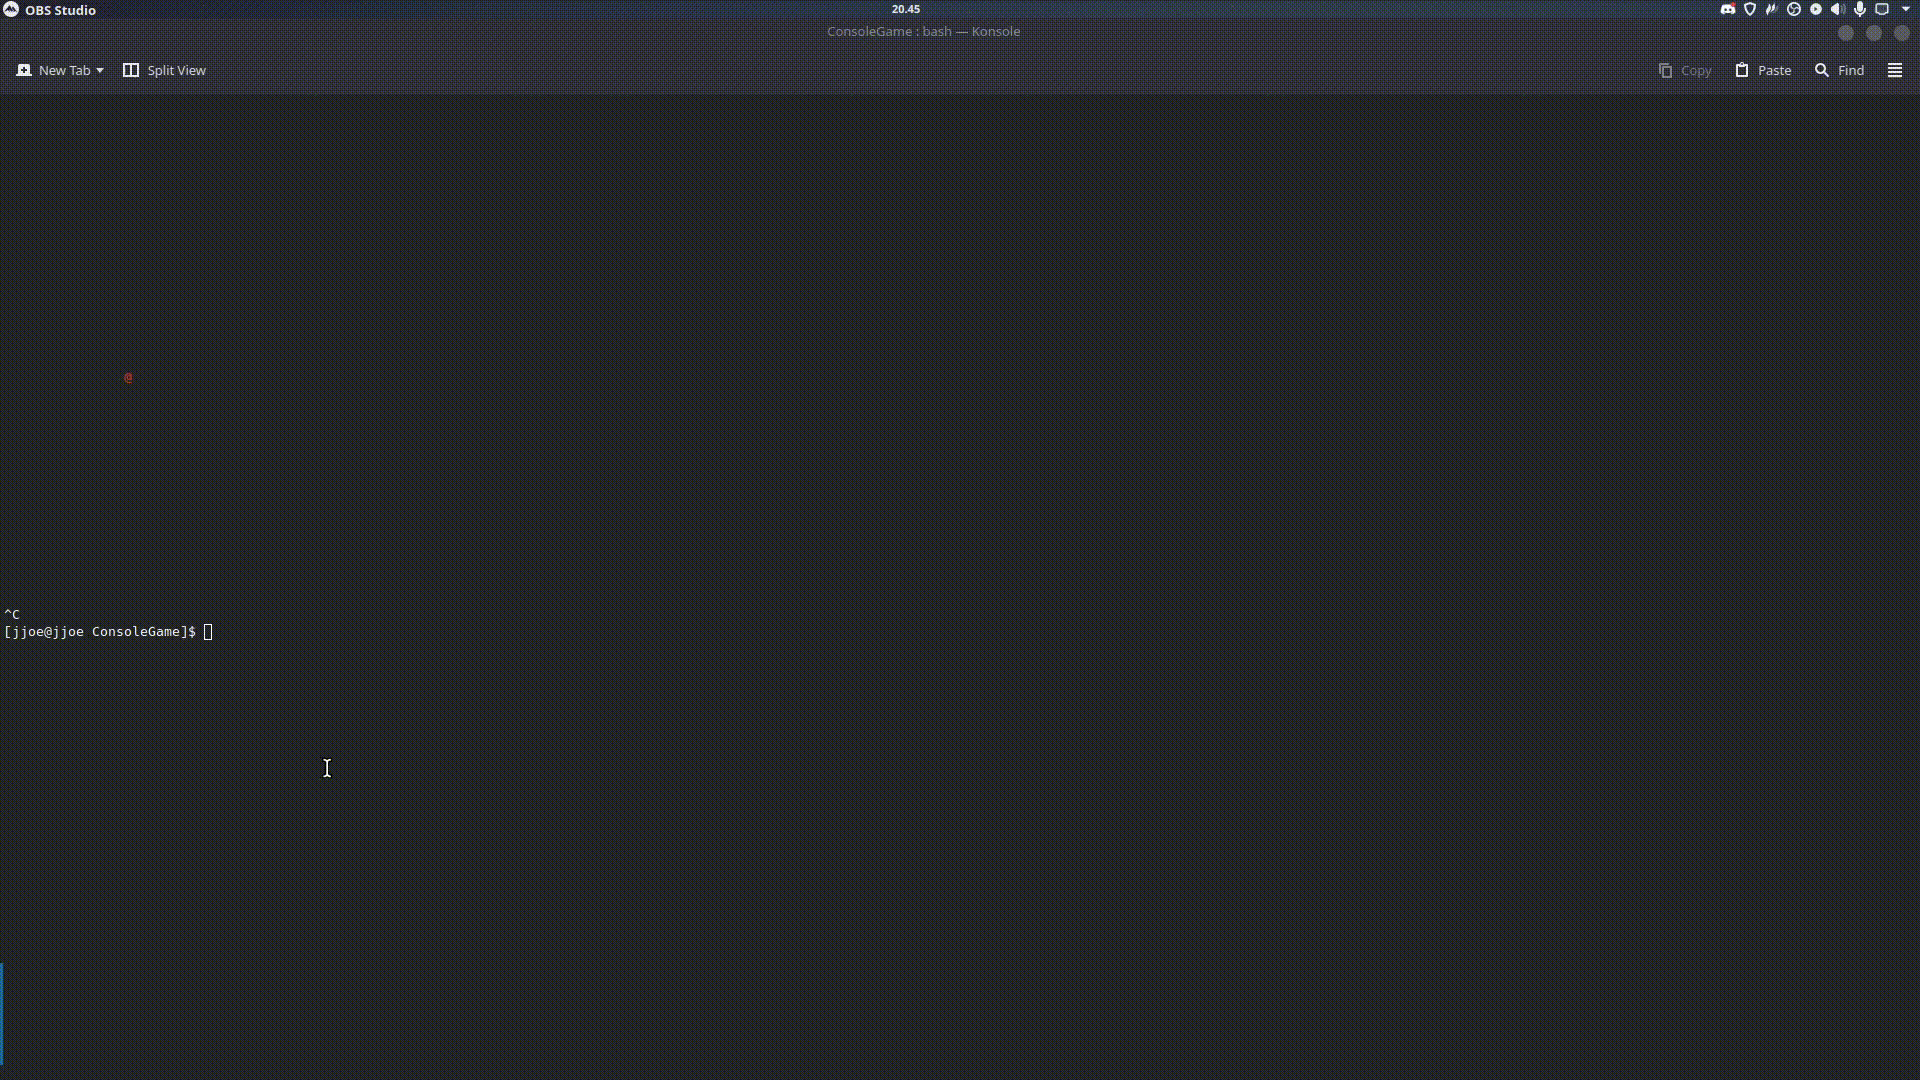 OBS Studio
20.45
ConsoleGame : bash — Konsole
New Tab
Split View
Copy
Paste
Find
@
^C
[jjoe@jjoe ConsoleGame]$